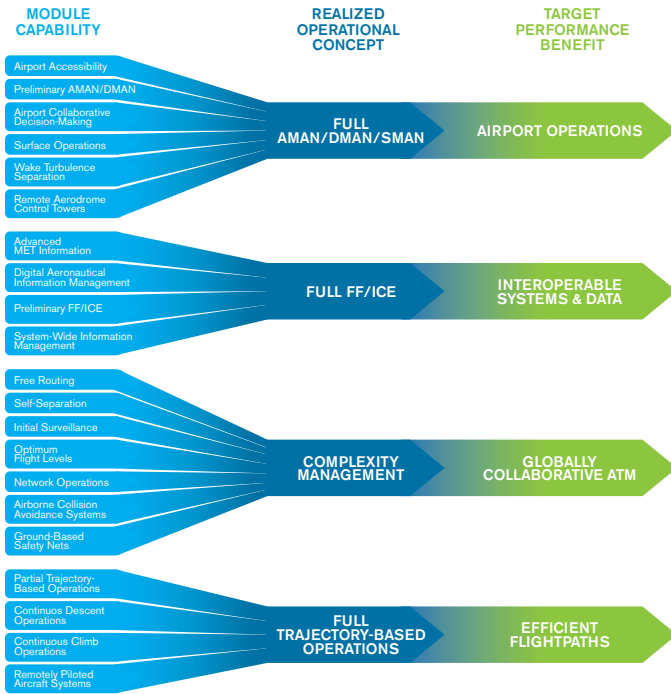 MODULE
CAPABILITY
REALIZED
OPERATIONAL
CONCEPT
TARGET
PERFORMANCE
BENEFIT
Airport Accessibility
Preliminary AMAN/DMAN
Airport Collaborative
Decision-Making
Surface Operations
Wake Turbulence
Separation
Remote Aerodrome
Control Towers
FULL
AMAN/DMAN/SMAN
AIRPORT OPERATIONS
Advanced
MET Information
Digital Aeronautical
Information Management
Preliminary FF/ICE
System-Wide Information
Management
FULL FF/ICE
INTEROPERABLE
SYSTEMS & DATA
Free Routing
Self-Separation
Initial Surveillance
Optimum
Flight Levels
Network Operations
Airborne Collision
Avoidance Systems
Ground-Based
Safety Nets
COMPLEXITY
MANAGEMENT
GLOBALLY
COLLABORATIVE ATM
Partial Trajectory-
Based Operations
Continuos Descent
Operations
Continuous Climb
Operations
Remotely Piloted
Aircraft Systems
FULL
TRAJECTORY-BASED
OPERATIONS
EFFICIENT
FLIGHTPATHS